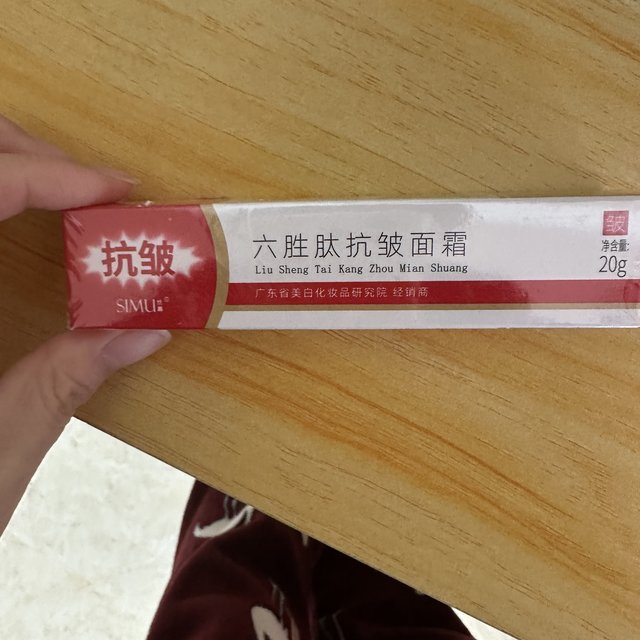 抗皱
SIMU®
六胜肽抗皱面霜
Liu Sheng Tai Kang Zhou Mian Shuang
广东省美白化妆品研究院 经销商
皱
净含量:
20g